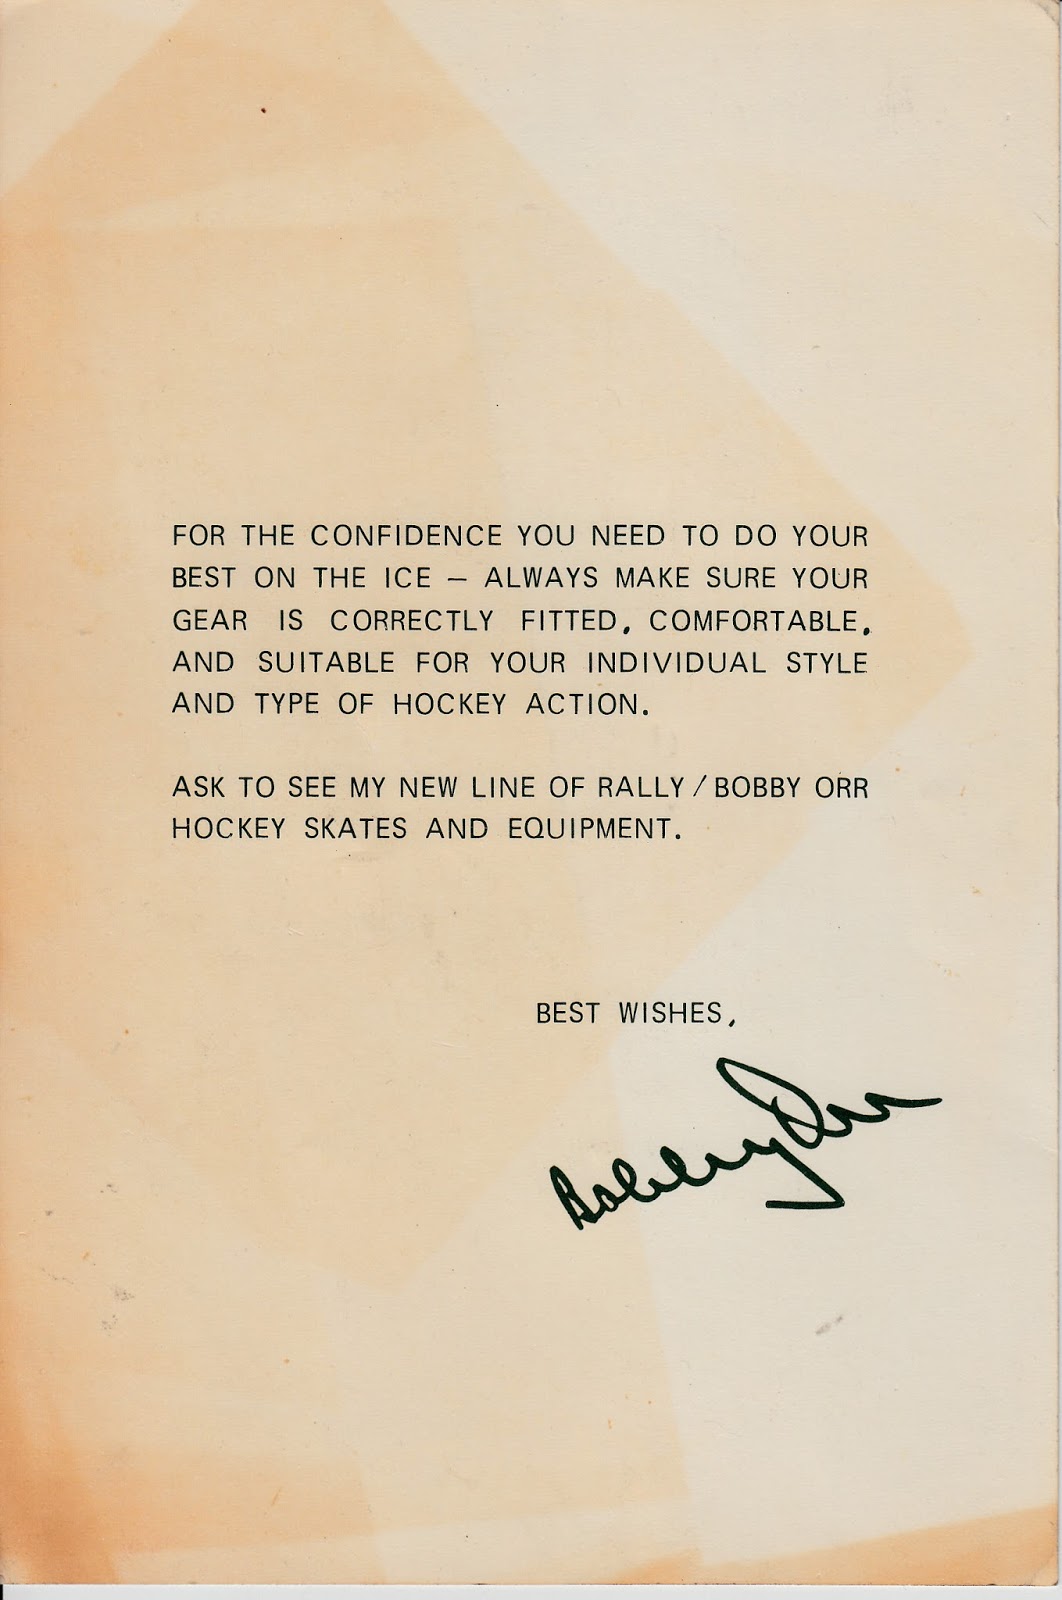 FOR THE CONFIDENCE YOU NEED TO DO YOUR
BEST ON THE ICE – ALWAYS MAKE SURE YOUR
GEAR IS CORRECTLY FITTED, COMFORTABLE,
AND SUITABLE FOR YOUR INDIVIDUAL STYLE
AND TYPE OF HOCKEY ACTION.
ASK TO SEE MY NEW LINE OF RALLY/BOBBY ORR
HOCKEY SKATES AND EQUIPMENT.
BEST WISHES,
Bobby Orr